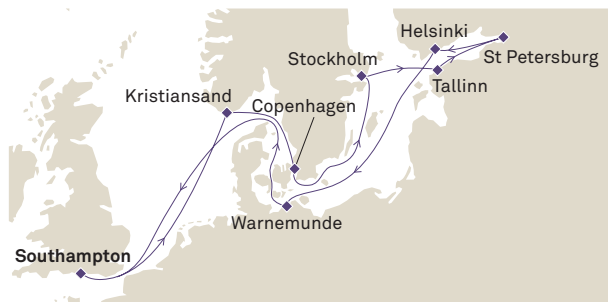 Helsinki
St Petersburg
Stockholm
Tallinn
Kristiansand
Copenhagen
Warnemunde
Southampton